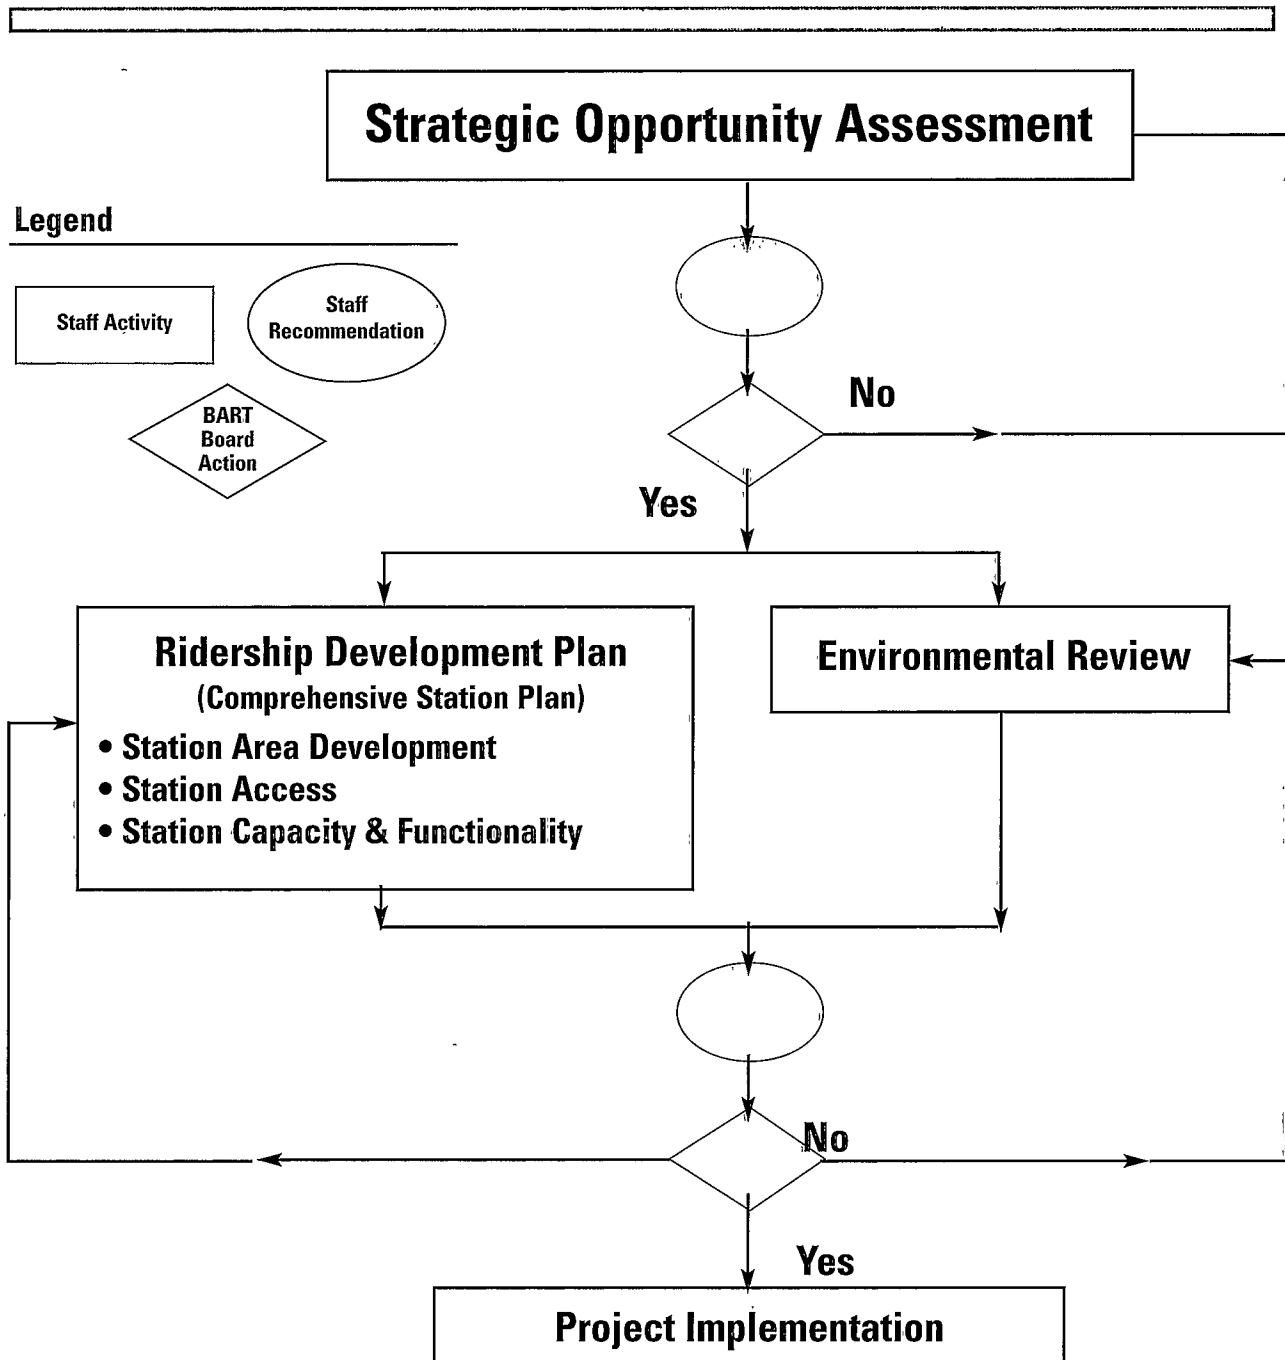 Strategic Opportunity Assessment
Legend
Staff Activity
Staff
Recommendation
BART
Board
Action
No
Yes
Ridership Development Plan
(Comprehensive Station Plan)
• Station Area Development
• Station Access
• Station Capacity & Functionality
Environmental Review
No
Yes
Project Implementation